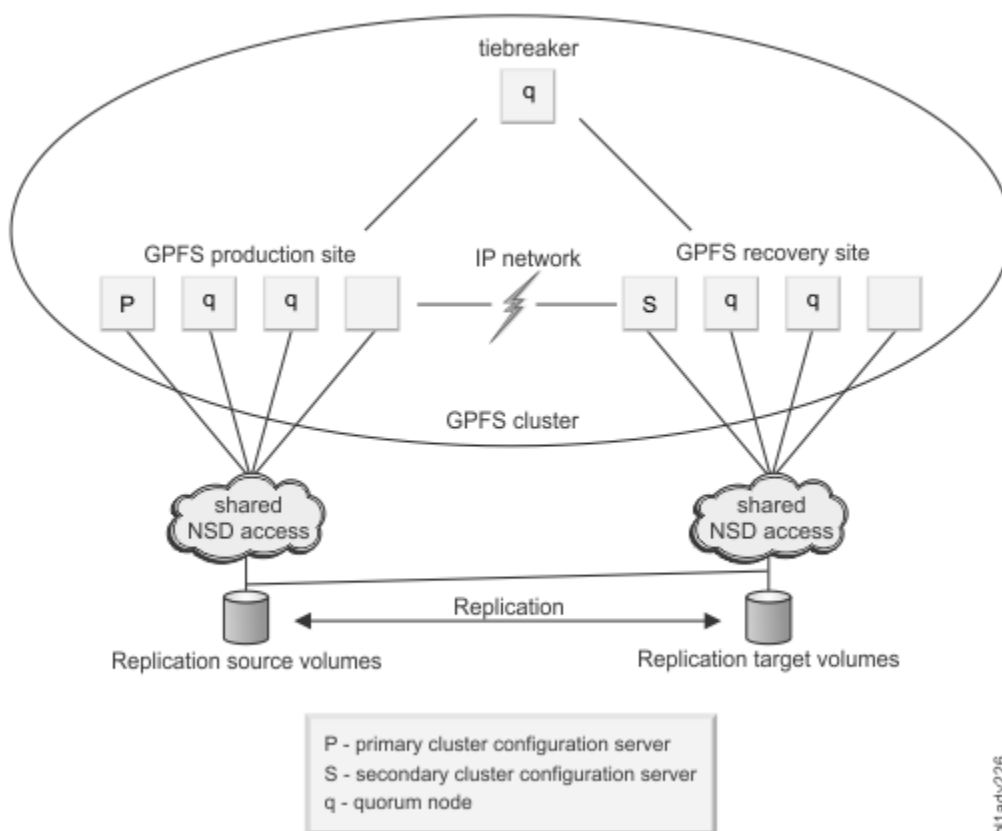 tiebreaker
q
GPFS production site
IP network
GPFS recovery site
P
q
q
S
q
q
GPFS cluster
shared
NSD access
shared
NSD access
Replication
Replication source volumes
Replication target volumes
P - primary cluster configuration server
S - secondary cluster configuration server
q - quorum node